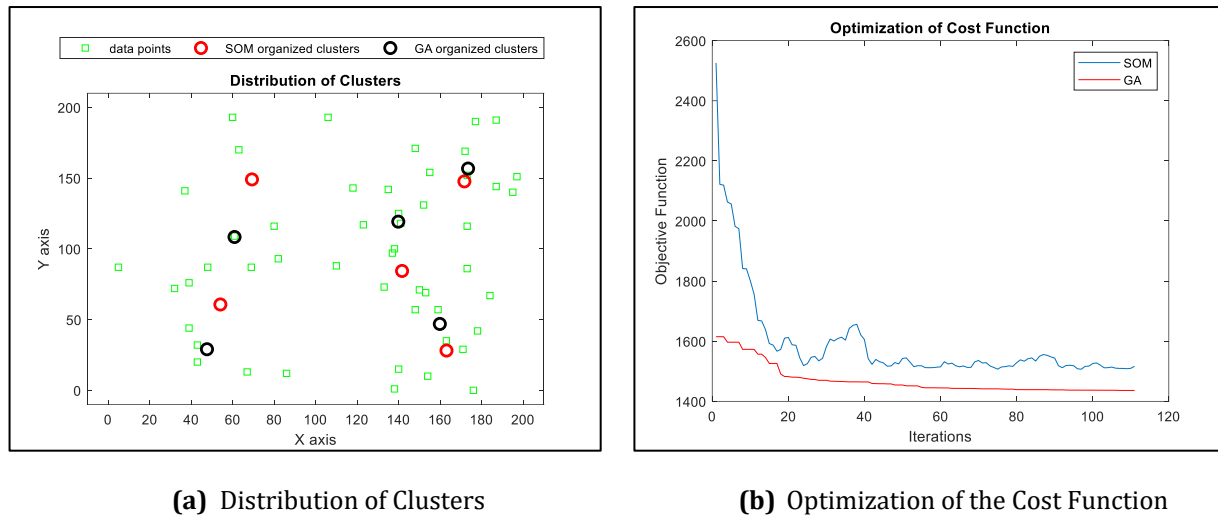 data points SOM organized clusters GA organized clusters
Distribution of Clusters
200
150
100
50
0
Y axis
0 20 40 60 80 100 120 140 160 180 200
X axis
(a) Distribution of Clusters
Optimization of Cost Function
SOM
GA
2600
2400
2200
2000
1800
1600
1400
Objective Function
0 20 40 60 80 100 120
Iterations
(b) Optimization of the Cost Function